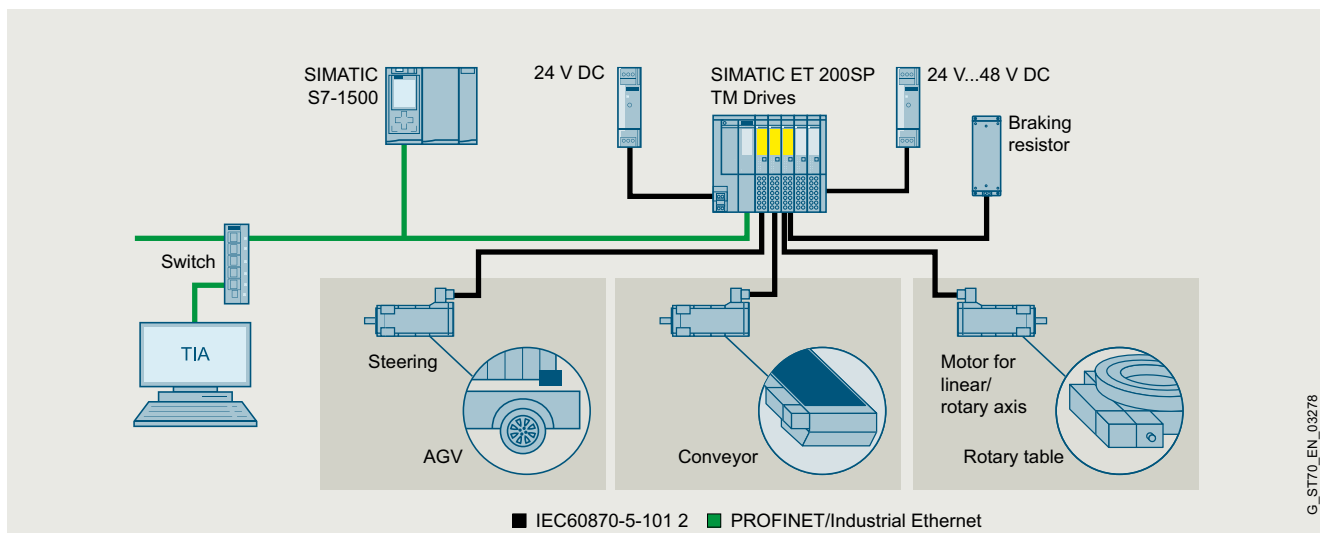 SIMATIC
S7-1500
24 V DC
SIMATIC ET 200SP
TM Drives
24 V...48 V DC
Braking
resistor
Switch
TIA
Steering
AGV
Conveyor
Motor for
linear/
rotary axis
Rotary table
IEC60870-5-101 2
PROFINET/Industrial Ethernet
G_ST70_EN_03278